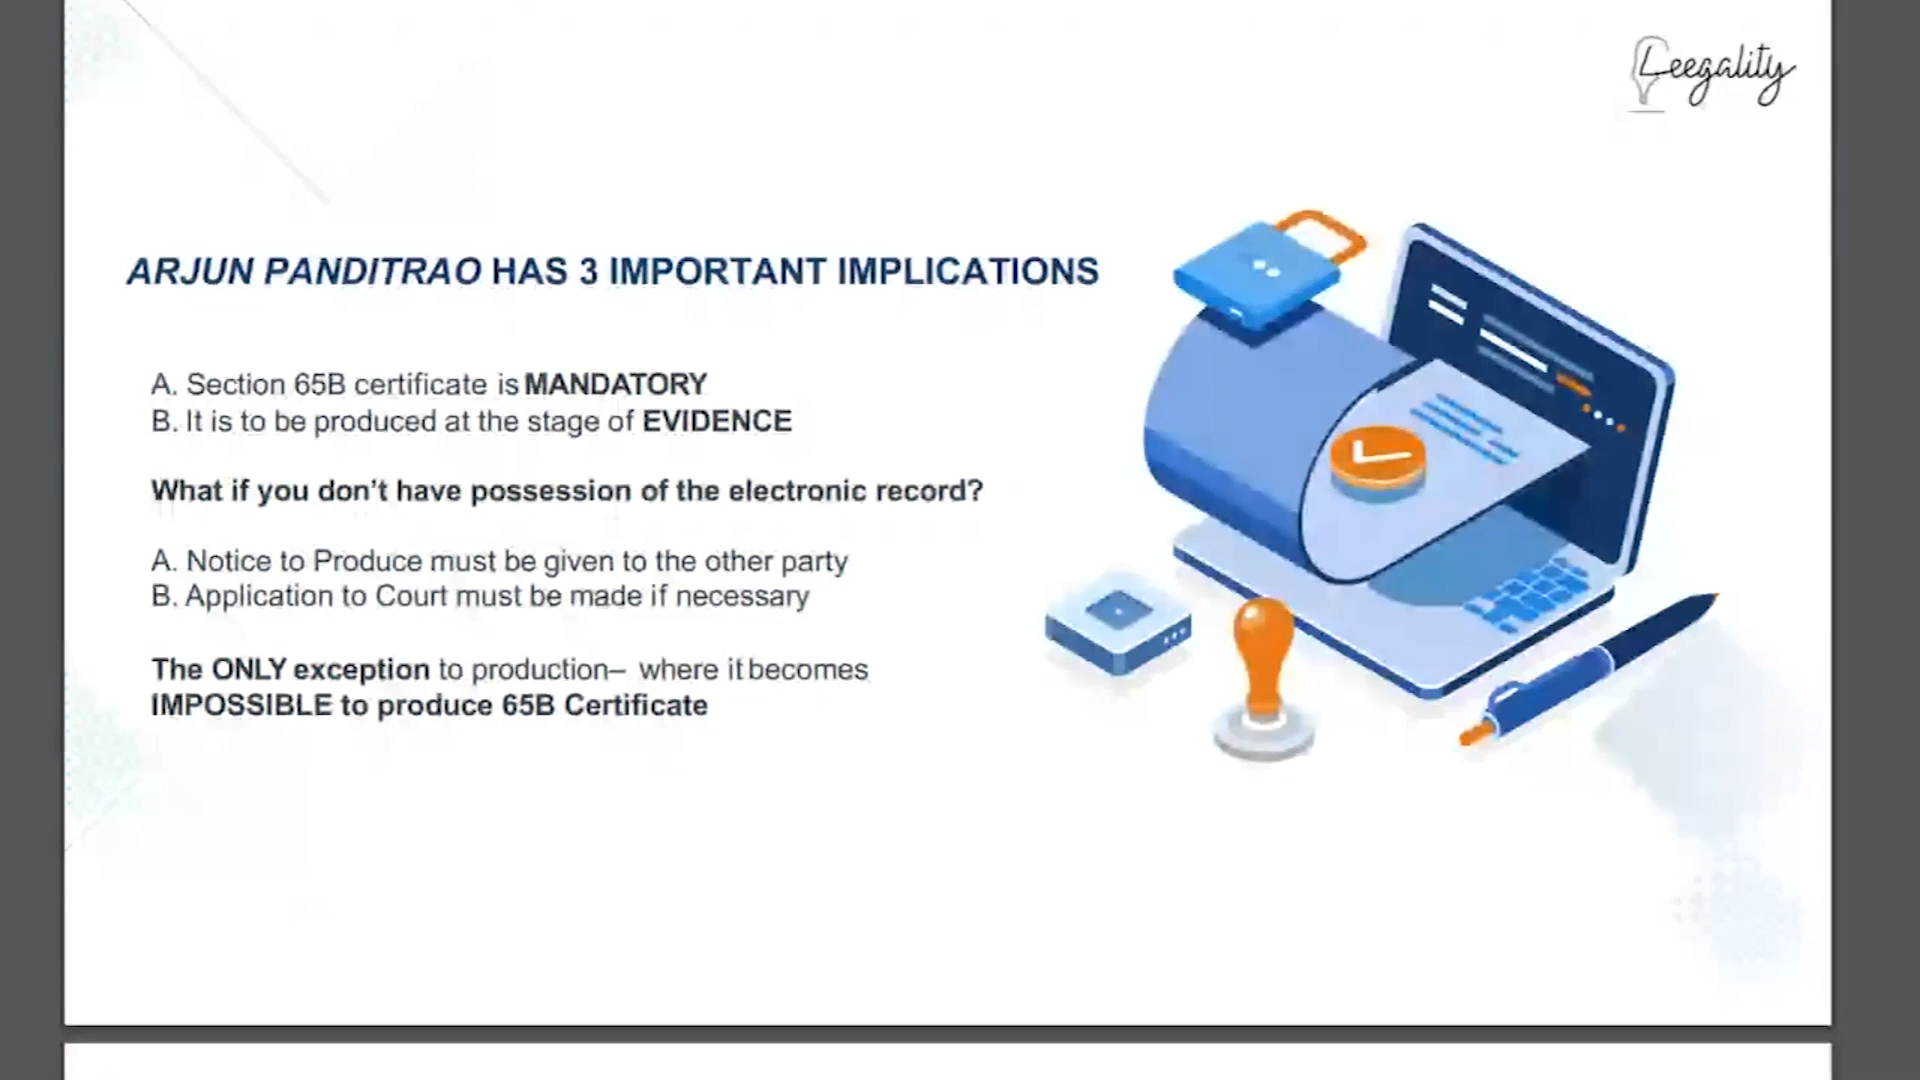 Leegality
ARJUN PANDITRAO HAS 3 IMPORTANT IMPLICATIONS
A. Section 65B certificate is MANDATORY
B. It is to be produced at the stage of EVIDENCE
What if you don’t have possession of the electronic record?
A. Notice to Produce must be given to the other party
B. Application to Court must be made if necessary
The ONLY exception to production– where it becomes
IMPOSSIBLE to produce 65B Certificate